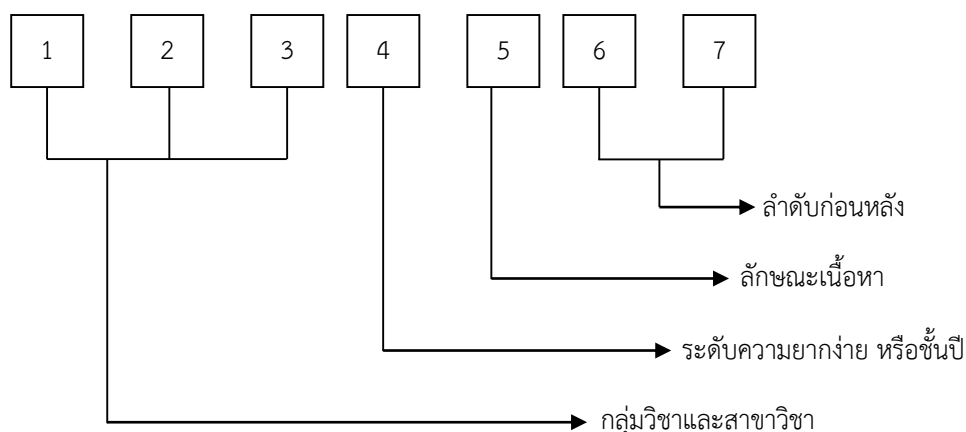 1 2 3 4 5 6 7
ลำดับก่อนหลัง
ลักษณะเนื้อหา
ระดับความยากง่าย หรือชั้นปี
กลุ่มวิชาและสาขาวิชา